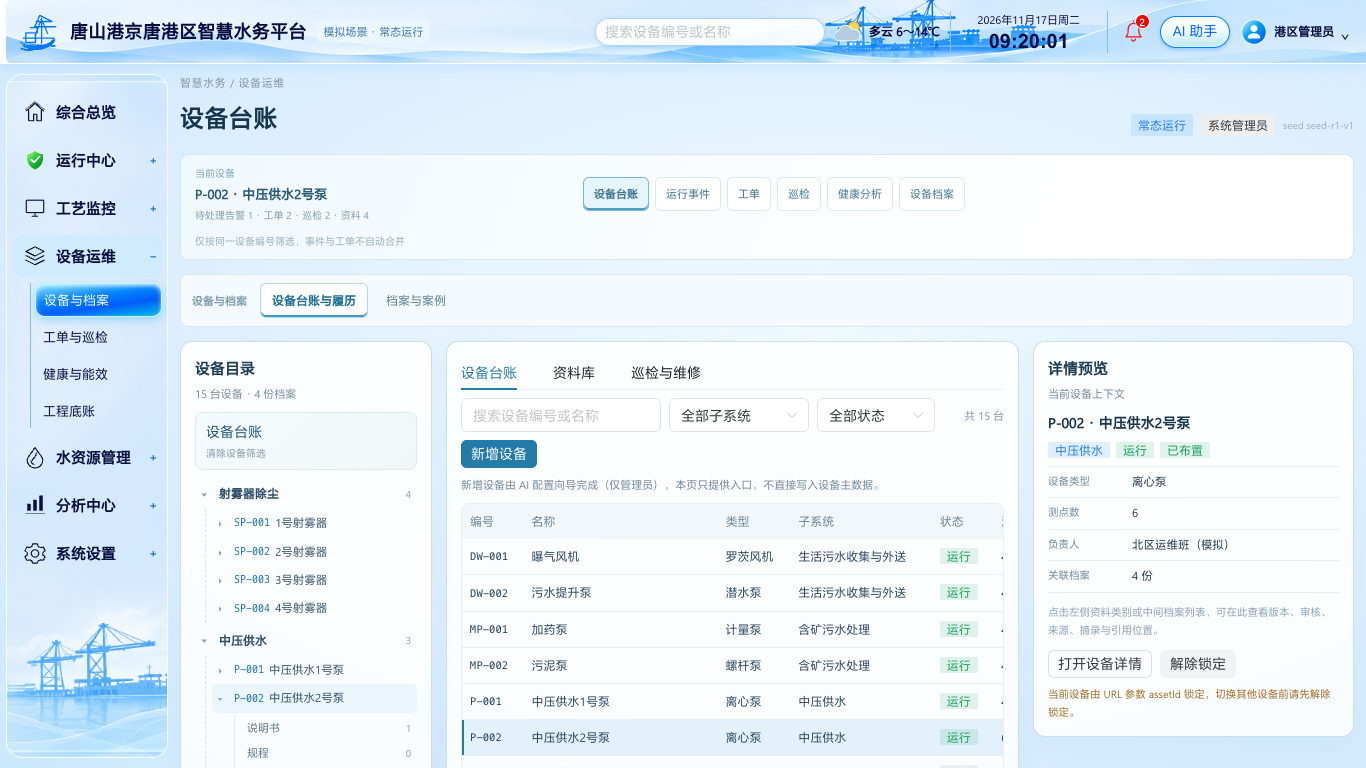 唐山港京唐港区智慧水务平台
模拟场景 · 常态运行
搜索设备编号或名称
多云 6~14℃
2026年11月17日周二
09:20:01
2
AI 助手
港区管理员
综合总览
运行中心 +
工艺监控 +
设备运维 −
设备与档案
工单与巡检
健康与能效
工程底账
水资源管理 +
分析中心 +
系统设置 +
智慧水务 / 设备运维
设备台账
常态运行
系统管理员
seed seed-r1-v1
当前设备
P-002 · 中压供水2号泵
待处理告警 1 · 工单 2 · 巡检 2 · 资料 4
仅按同一设备编号筛选，事件与工单不自动合并
设备台账
运行事件
工单
巡检
健康分析
设备档案
设备与档案
设备台账与履历
档案与案例
设备目录
15 台设备 · 4 份档案
设备台账
清除设备筛选
射雾器除尘 4
SP-001 1号射雾器
SP-002 2号射雾器
SP-003 3号射雾器
SP-004 4号射雾器
中压供水 3
P-001 中压供水1号泵
P-002 中压供水2号泵
说明书 1
规程 0
设备台账
资料库
巡检与维修
搜索设备编号或名称
全部子系统
全部状态
共 15 台
新增设备
新增设备由 AI 配置向导完成（仅管理员），本页只提供入口，不直接写入设备主数据。
编号 名称 类型 子系统 状态
DW-001 曝气风机 罗茨风机 生活污水收集与外送 运行
DW-002 污水提升泵 潜水泵 生活污水收集与外送 运行
MP-001 加药泵 计量泵 含矿污水处理 运行
MP-002 污泥泵 螺杆泵 含矿污水处理 运行
P-001 中压供水1号泵 离心泵 中压供水 运行
P-002 中压供水2号泵 离心泵 中压供水 运行
详情预览
当前设备上下文
P-002 · 中压供水2号泵
中压供水 运行 已布置
设备类型 离心泵
测点数 6
负责人 北区运维班（模拟）
关联档案 4 份
点击左侧资料类别或中间档案列表，可在此查看版本、审核、
来源、摘录与引用位置。
打开设备详情
解除锁定
当前设备由 URL 参数 assetId 锁定，切换其他设备前请先解除
锁定。